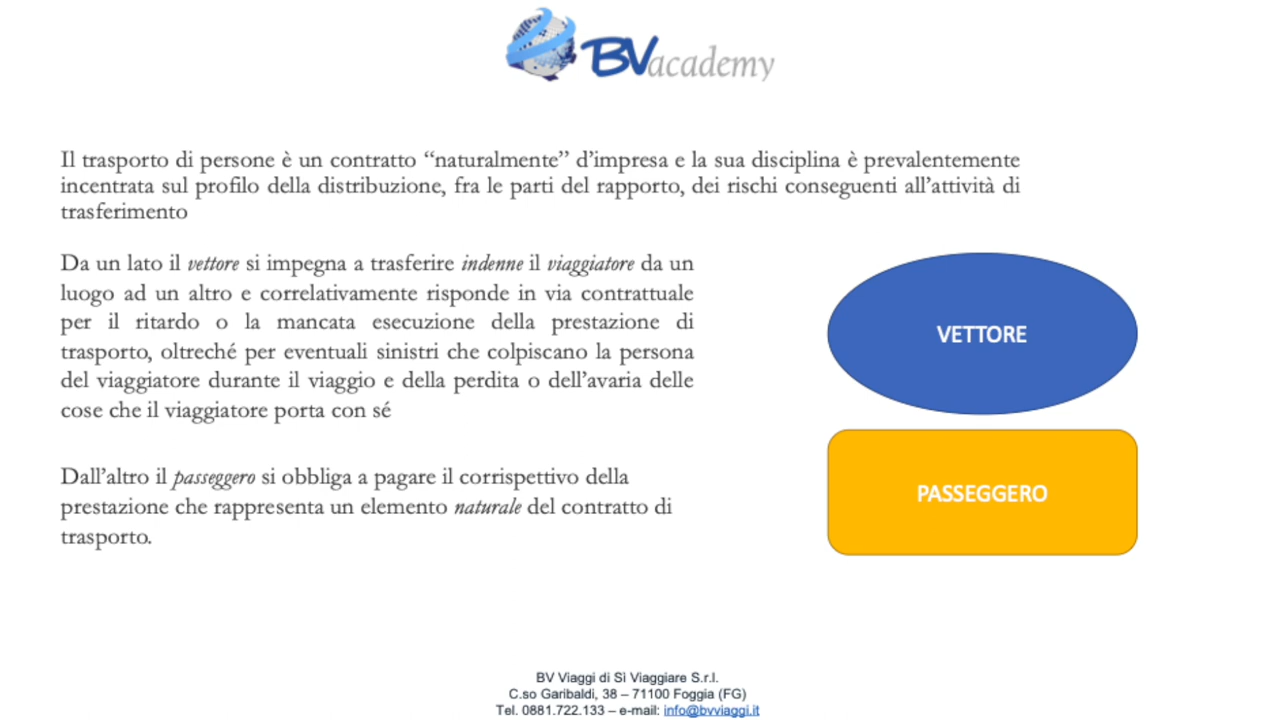 BVacademy
Il trasporto di persone è un contratto “naturalmente” d’impresa e la sua disciplina è prevalentemente
incentrata sul profilo della distribuzione, fra le parti del rapporto, dei rischi conseguenti all’attività di
trasferimento
Da un lato il vettore si impegna a trasferire indenne il viaggiatore da un
luogo ad un altro e correlativamente risponde in via contrattuale
per il ritardo o la mancata esecuzione della prestazione di
trasporto, oltreché per eventuali sinistri che colpiscano la persona
del viaggiatore durante il viaggio e della perdita o dell’avaria delle
cose che il viaggiatore porta con sé
Dall’altro il passeggero si obbliga a pagare il corrispettivo della
prestazione che rappresenta un elemento naturale del contratto di
trasporto.
VETTORE
PASSEGGERO
BV Viaggi di Sì Viaggiare S.r.l.
C.so Garibaldi, 38 – 71100 Foggia (FG)
Tel. 0881.722.133 – e-mail: info@bvviaggi.it